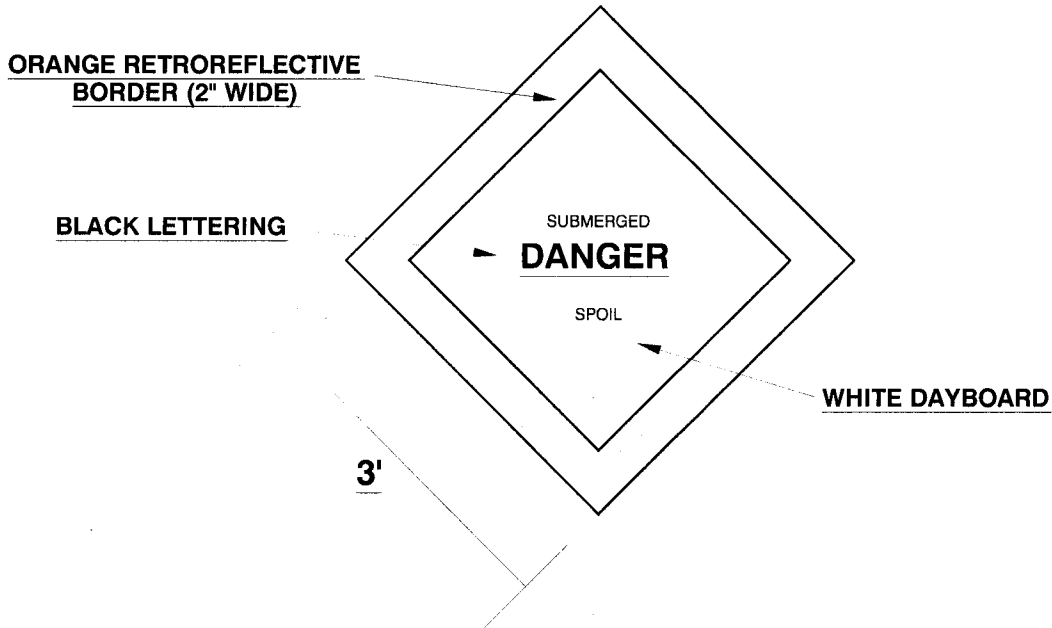 ORANGE RETROREFLECTIVE
BORDER (2" WIDE)
BLACK LETTERING
SUBMERGED
DANGER
SPOIL
WHITE DAYBOARD
3'